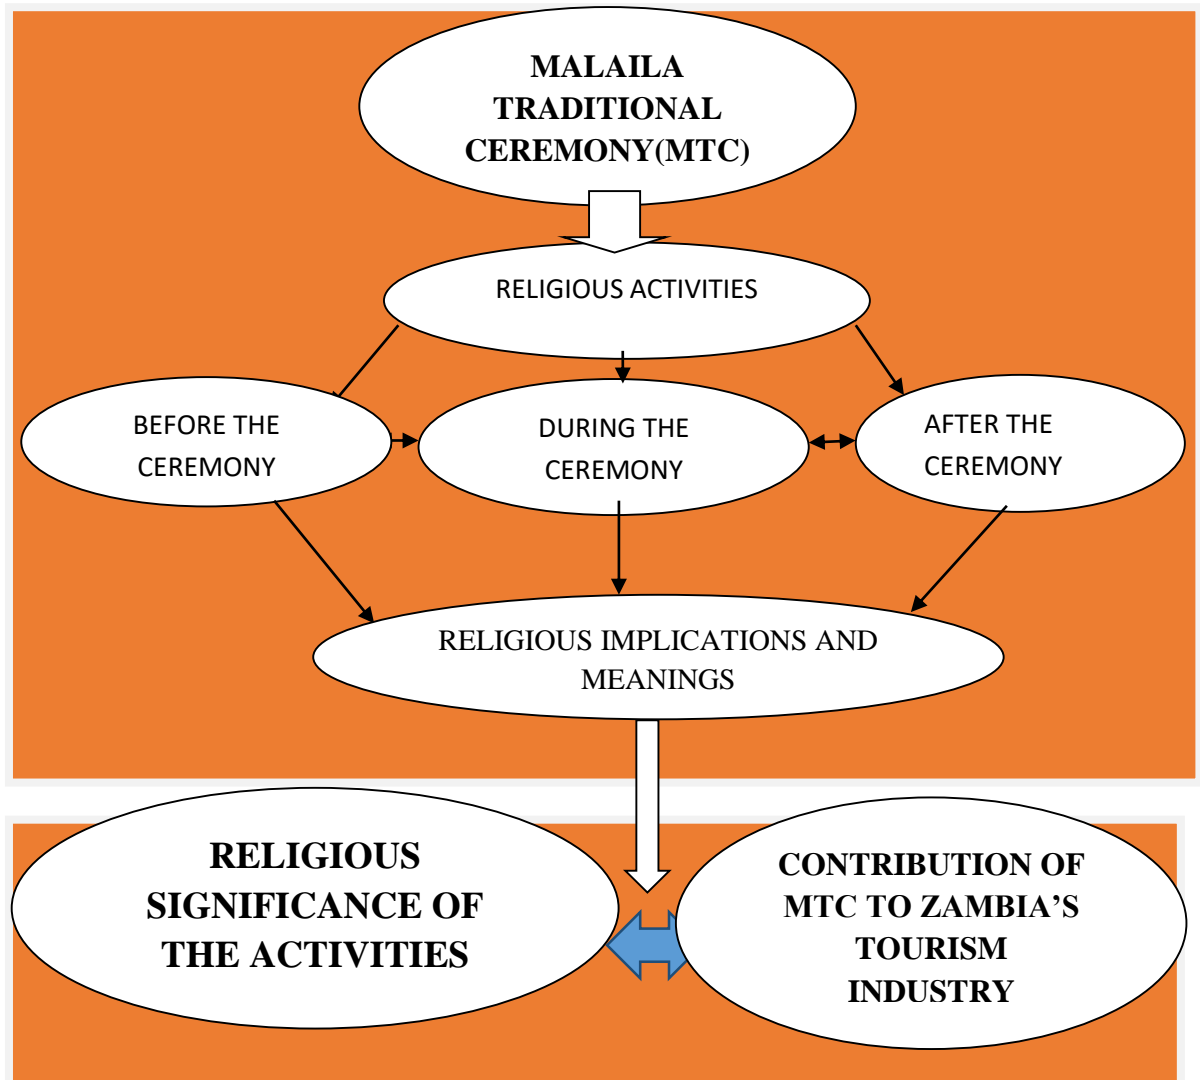 MALAILA
TRADITIONAL
CEREMONY(MTC)
RELIGIOUS ACTIVITIES
BEFORE THE
CEREMONY
DURING THE
CEREMONY
AFTER THE
CEREMONY
RELIGIOUS IMPLICATIONS AND
MEANINGS
RELIGIOUS
SIGNIFICANCE OF
THE ACTIVITIES
CONTRIBUTION OF
MTC TO ZAMBIA’S
TOURISM
INDUSTRY